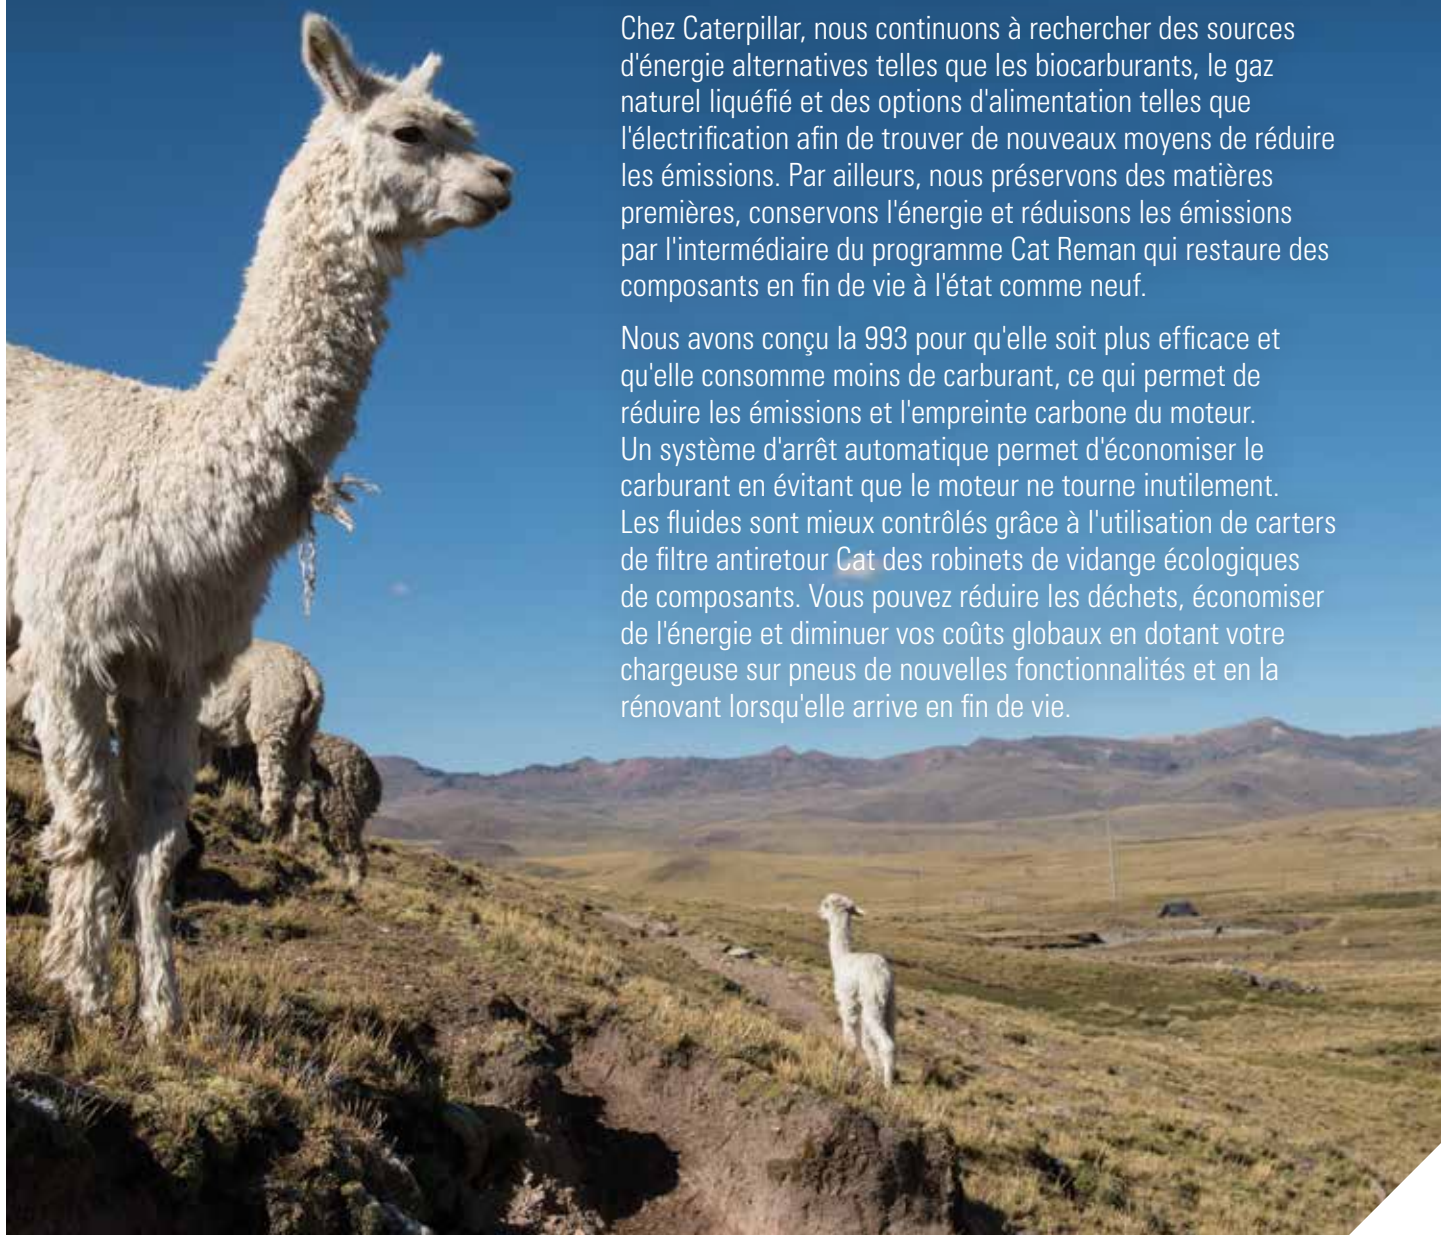 Chez Caterpillar, nous continuons à rechercher des sources
d'énergie alternatives telles que les biocarburants, le gaz
naturel liquéfié et des options d'alimentation telles que
l'électrification afin de trouver de nouveaux moyens de réduire
les émissions. Par ailleurs, nous préservons des matières
premières, conservons l'énergie et réduisons les émissions
par l'intermédiaire du programme Cat Reman qui restaure des
composants en fin de vie à l'état comme neuf.
Nous avons conçu la 993 pour qu'elle soit plus efficace et
qu'elle consomme moins de carburant, ce qui permet de
réduire les émissions et l'empreinte carbone du moteur.
Un système d'arrêt automatique permet d'économiser le
carburant en évitant que le moteur ne tourne inutilement.
Les fluides sont mieux contrôlés grâce à l'utilisation de carters
de filtre antiretour Cat des robinets de vidange écologiques
de composants. Vous pouvez réduire les déchets, économiser
de l'énergie et diminuer vos coûts globaux en dotant votre
chargeuse sur pneus de nouvelles fonctionnalités et en la
rénovant lorsqu'elle arrive en fin de vie.